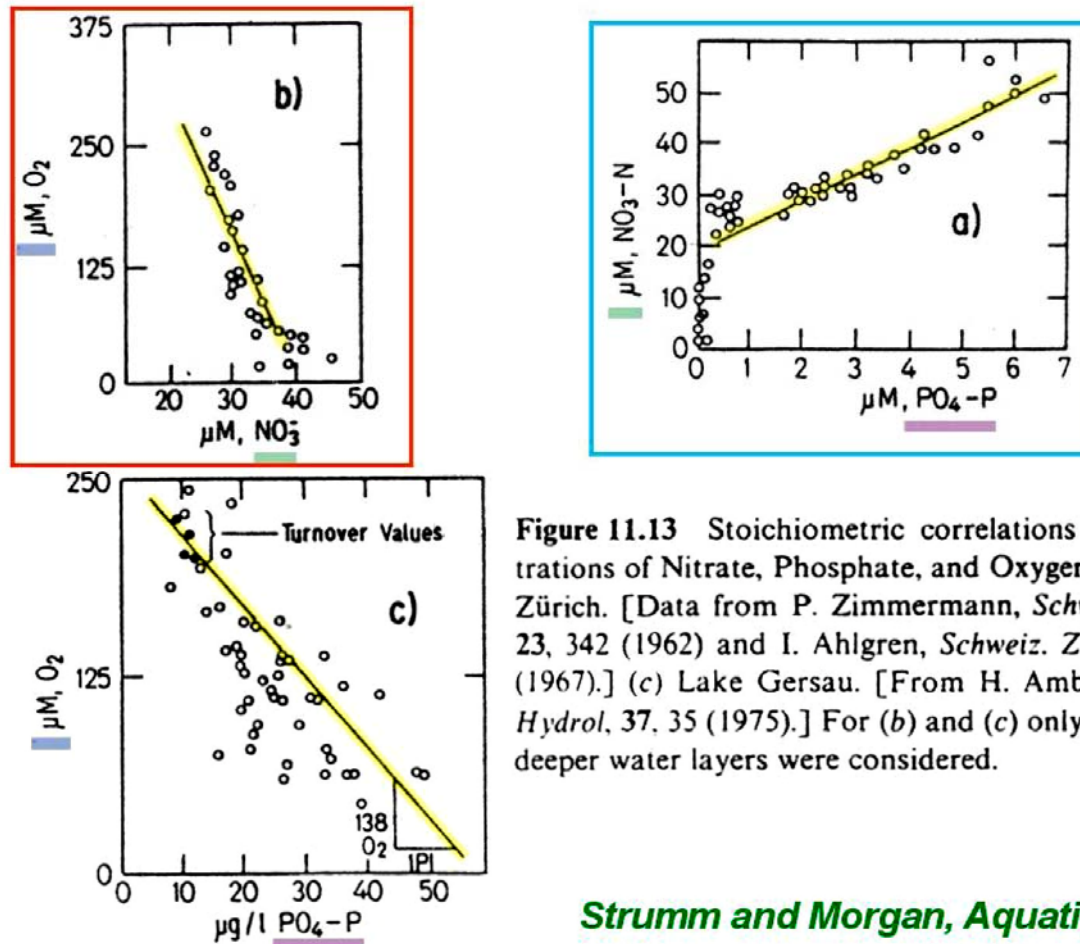 375
250
125
0
µM, O₂
b)
20 30 40 50
µM, NO₃⁻
50
40
30
20
10
0
µM, NO₃-N
a)
0 1 2 3 4 5 6 7
µM, PO₄-P
250
125
0
µM, O₂
Turnover Values
c)
138
O₂
1P
0 10 20 30 40 50
µg/l PO₄-P
Figure 11.13 Stoichiometric correlations
trations of Nitrate, Phosphate, and Oxygen
Zürich. [Data from P. Zimmermann, Schw
23, 342 (1962) and I. Ahlgren, Schweiz. Z
(1967).] (c) Lake Gersau. [From H. Amb
Hydrol, 37, 35 (1975).] For (b) and (c) only
deeper water layers were considered.
Strumm and Morgan, Aquati